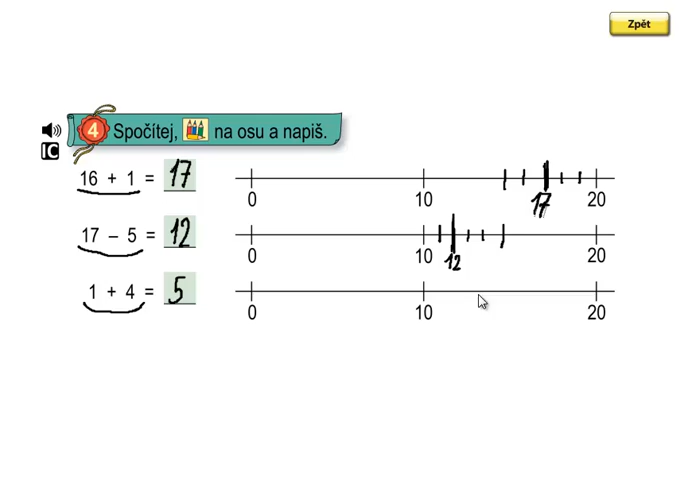 Zpět
4 Spočítej, na osu a napiš.
IC
16 + 1 = 17
0 10 17 20
17 – 5 = 12
0 10 12 20
1 + 4 = 5
0 10 20